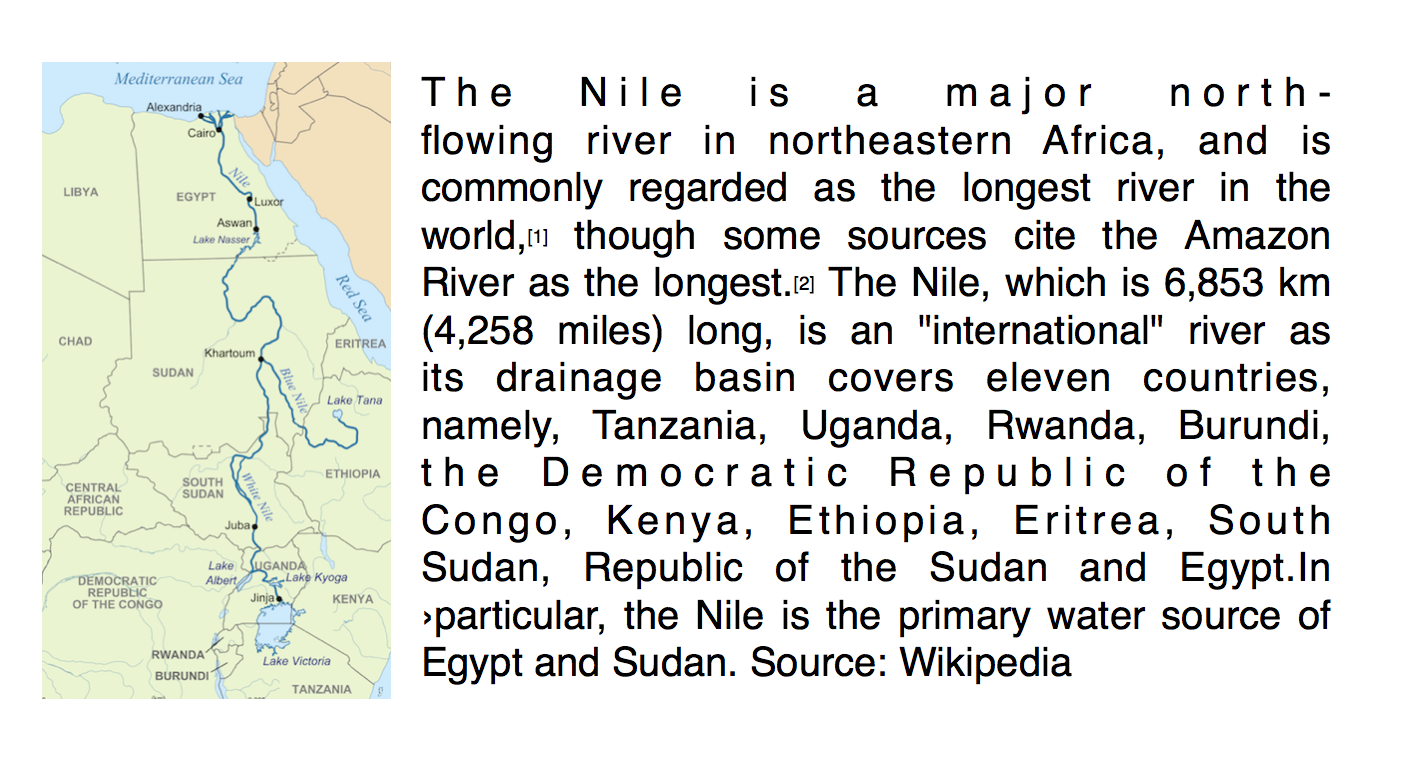 Mediterranean Sea
Alexandria
Cairo
LIBYA
EGYPT
Nile
Luxor
Aswan
Lake Nasser
Red Sea
CHAD
Khartoum
ERITREA
SUDAN
Blue Nile
Lake Tana
ETHIOPIA
CENTRAL
AFRICAN
REPUBLIC
SOUTH
SUDAN
White Nile
Juba
Lake
Albert
UGANDA
Lake Kyoga
DEMOCRATIC
REPUBLIC
OF THE CONGO
Jinja
KENYA
RWANDA
BURUNDI
Lake Victoria
TANZANIA
The Nile is a major north-
flowing river in northeastern Africa, and is
commonly regarded as the longest river in the
world,[1] though some sources cite the Amazon
River as the longest.[2] The Nile, which is 6,853 km
(4,258 miles) long, is an "international" river as
its drainage basin covers eleven countries,
namely, Tanzania, Uganda, Rwanda, Burundi,
the Democratic Republic of the
Congo, Kenya, Ethiopia, Eritrea, South
Sudan, Republic of the Sudan and Egypt.In
›particular, the Nile is the primary water source of
Egypt and Sudan. Source: Wikipedia